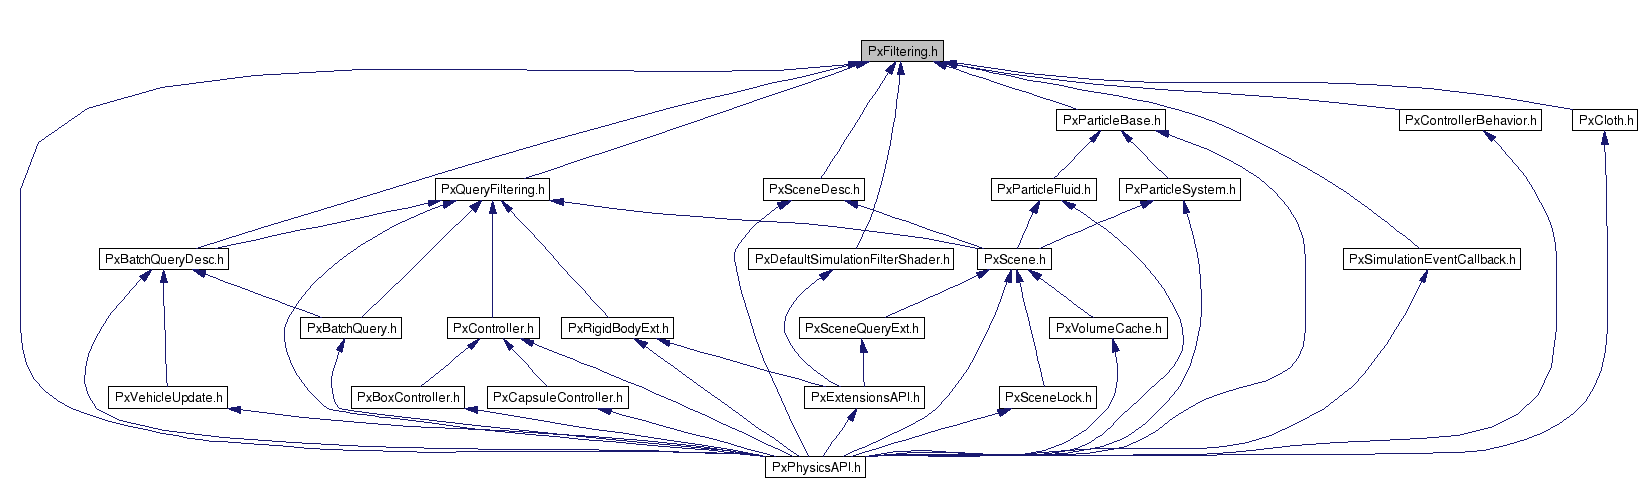 PxFiltering.h
PxParticleBase.h
PxControllerBehavior.h
PxCloth.h
PxQueryFiltering.h
PxSceneDesc.h
PxParticleFluid.h
PxParticleSystem.h
PxBatchQueryDesc.h
PxDefaultSimulationFilterShader.h
PxScene.h
PxSimulationEventCallback.h
PxBatchQuery.h
PxController.h
PxRigidBodyExt.h
PxSceneQueryExt.h
PxVolumeCache.h
PxVehicleUpdate.h
PxBoxController.h
PxCapsuleController.h
PxExtensionsAPI.h
PxSceneLock.h
PxPhysicsAPI.h